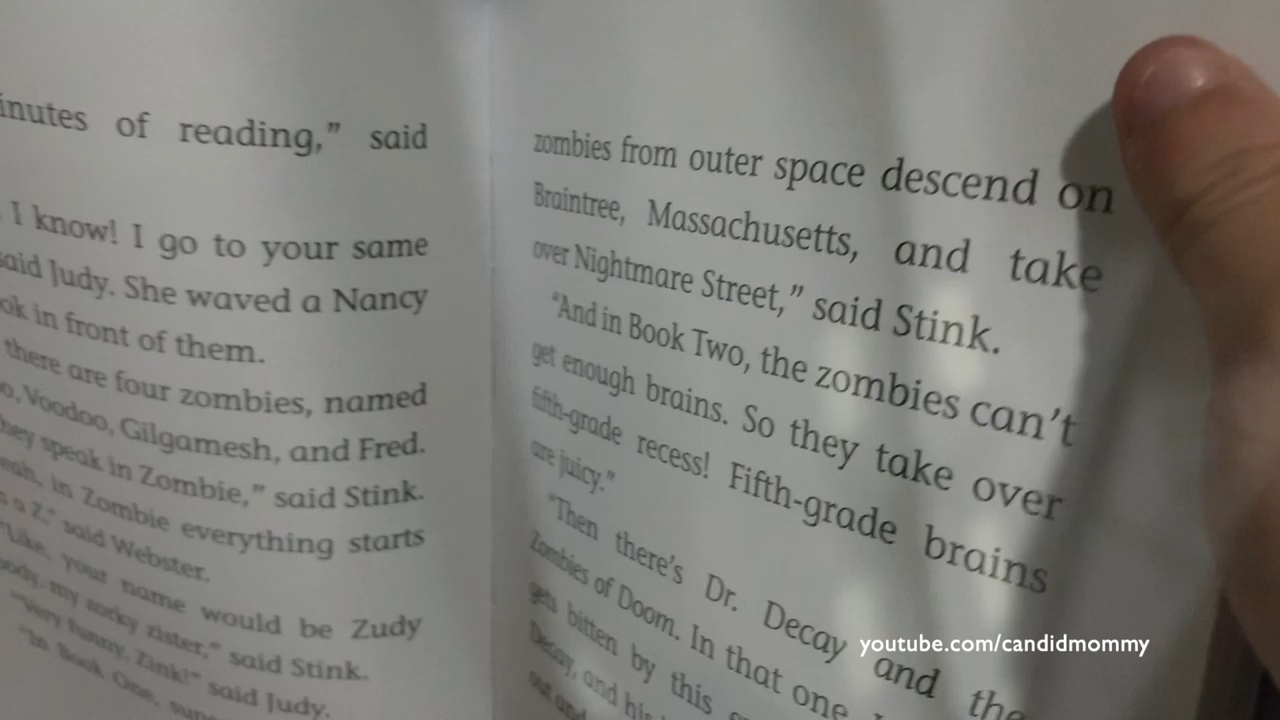 inutes of reading,” said
I know! I go to your same
said Judy. She waved a Nancy
ok in front of them.
there are four zombies, named
o, Voodoo, Gilgamesh, and Fred.
they speak in Zombie,” said Stink.
eah, in Zombie everything starts
a Z,” said Webster.
“Like, your name would be Zudy
ody, my zorky zister,” said Stink.
“Very funny, Zink!” said Judy.
“In Book One,
zombies from outer space descend on
Braintree, Massachusetts, and take
over Nightmare Street,” said Stink.
“And in Book Two, the zombies can’t
get enough brains. So they take over
fifth-grade recess! Fifth-grade brains
are juicy.”
“Then there’s Dr. Decay and the
Zombies of Doom. In that one
gets bitten by this
Decay, and his
out and
youtube.com/candidmommy